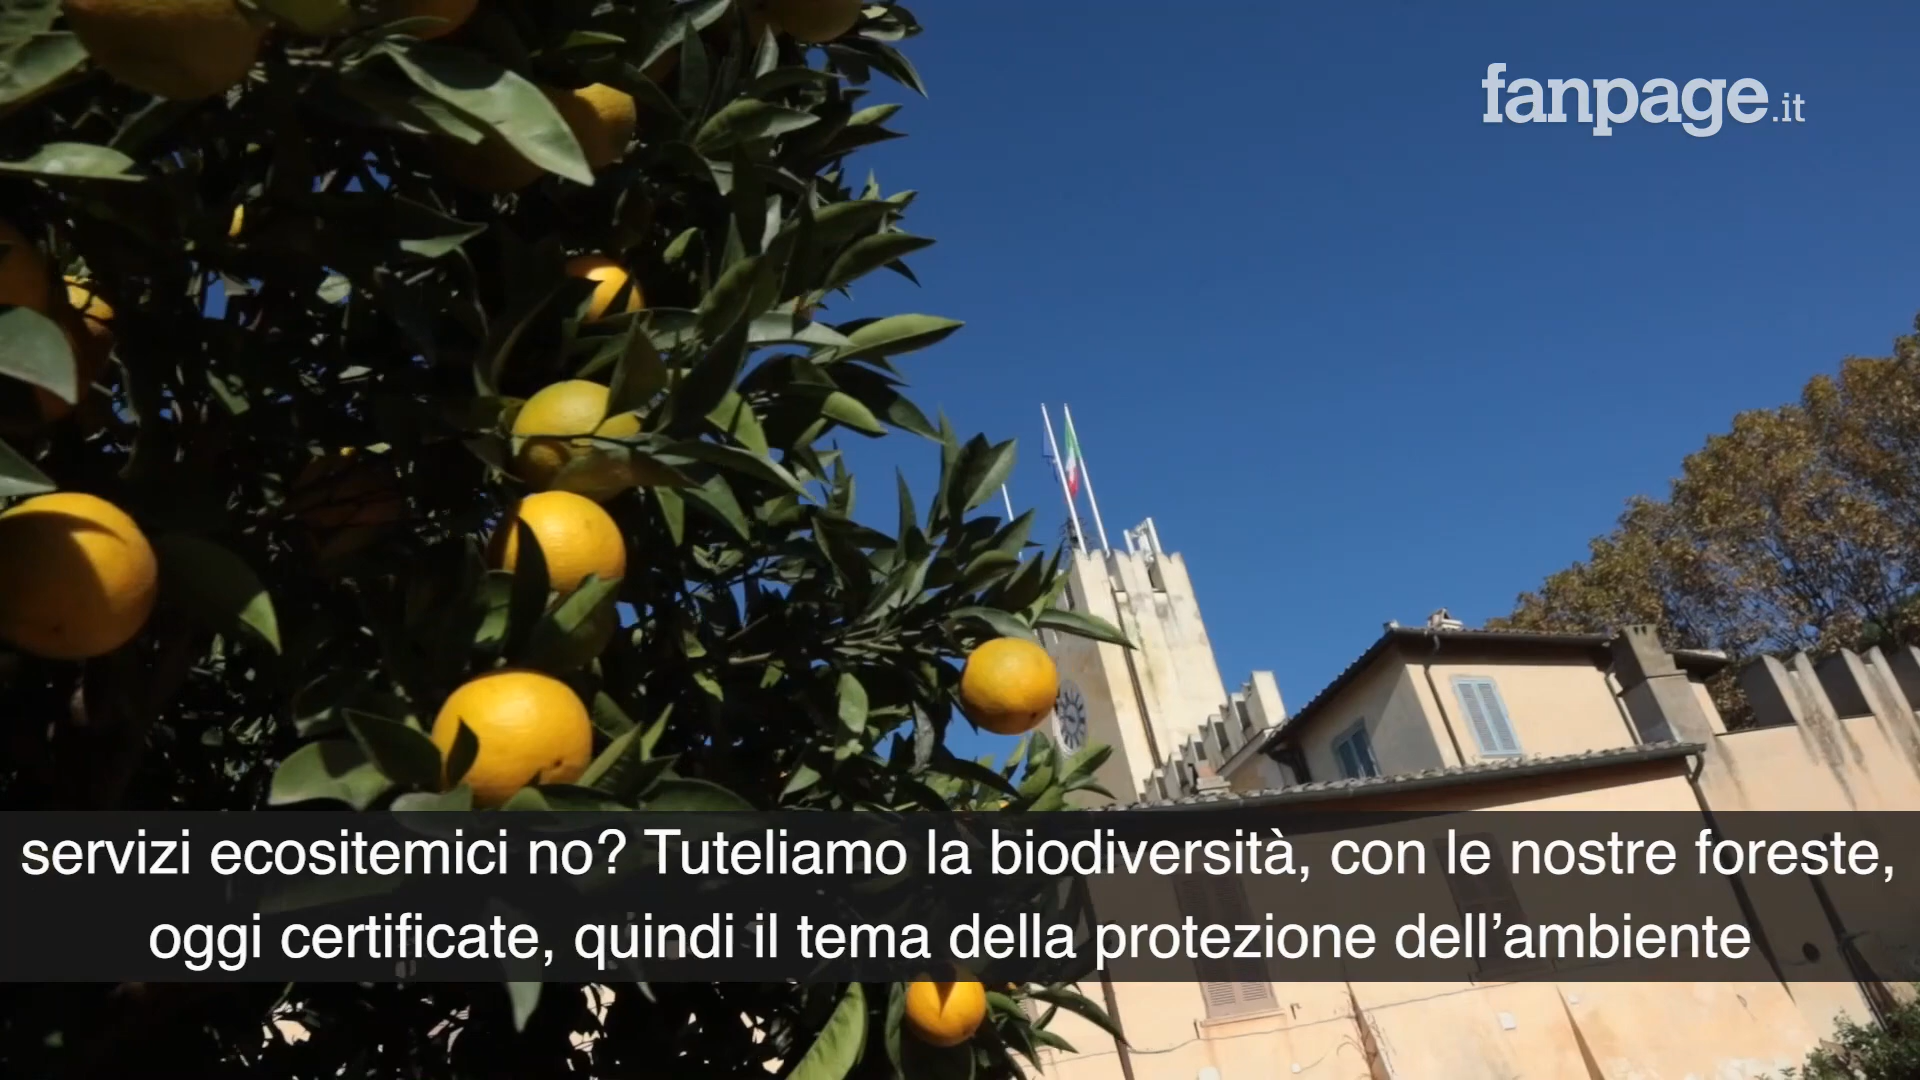 fanpage.it
servizi ecositemici no? Tuteliamo la biodiversità, con le nostre foreste,
oggi certificate, quindi il tema della protezione dell’ambiente